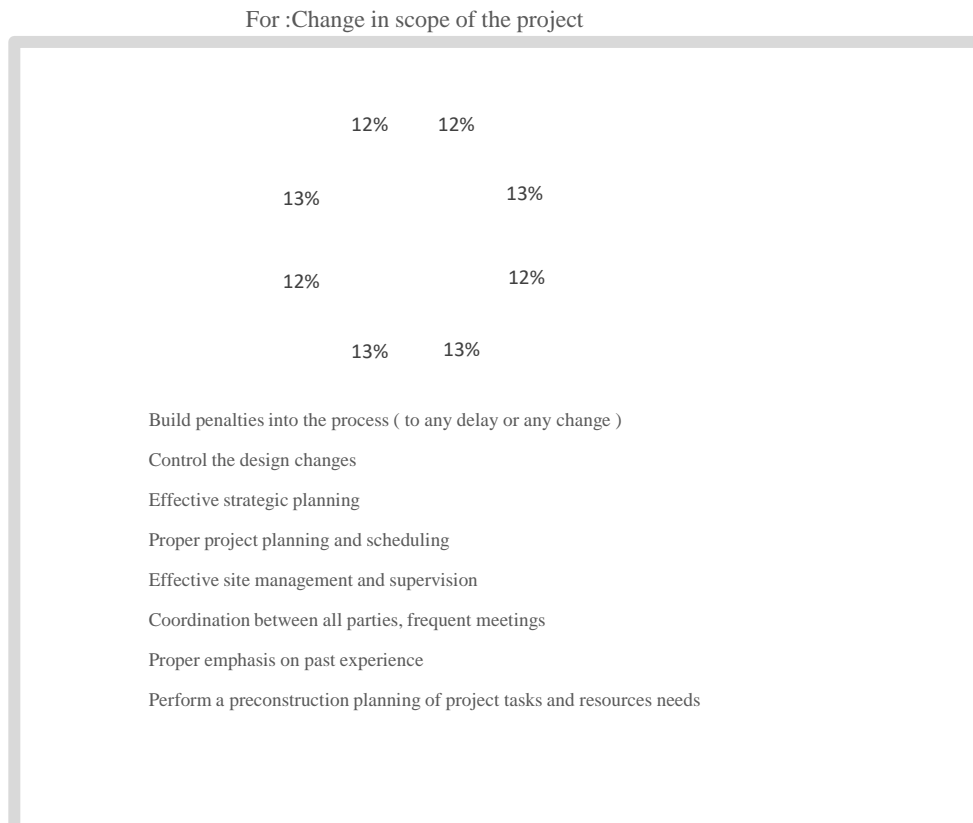 For :Change in scope of the project
12% 12%
13% 13%
12% 12%
13% 13%
Build penalties into the process ( to any delay or any change )
Control the design changes
Effective strategic planning
Proper project planning and scheduling
Effective site management and supervision
Coordination between all parties, frequent meetings
Proper emphasis on past experience
Perform a preconstruction planning of project tasks and resources needs